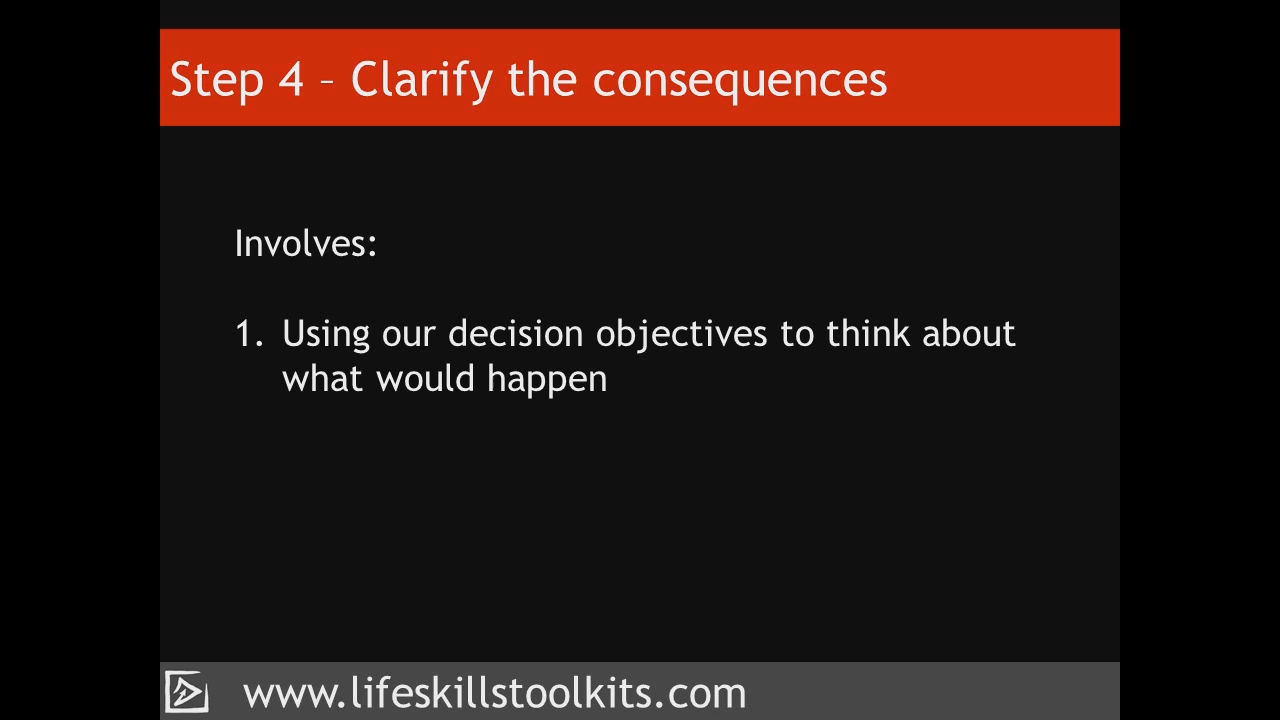 Step 4 – Clarify the consequences
Involves:
1. Using our decision objectives to think about
what would happen
www.lifeskillstoolkits.com